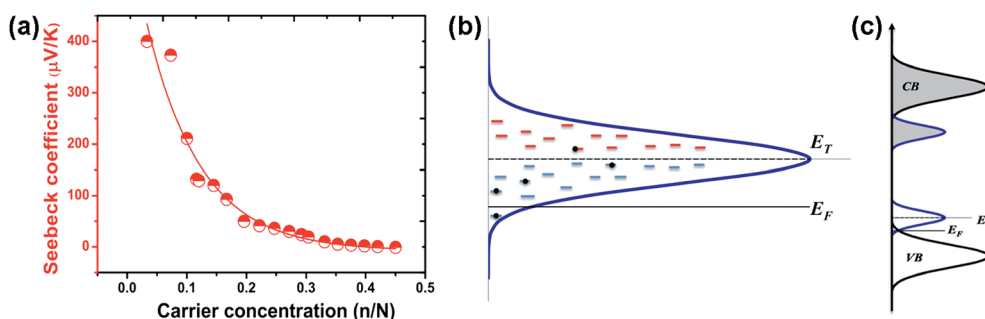 (a)
Seebeck coefficient (μV/K)
400
300
200
100
0
0.0 0.1 0.2 0.3 0.4 0.5
Carrier concentration (n/N)
(b)
E_T
E_F
(c)
CB
E
E_F
VB